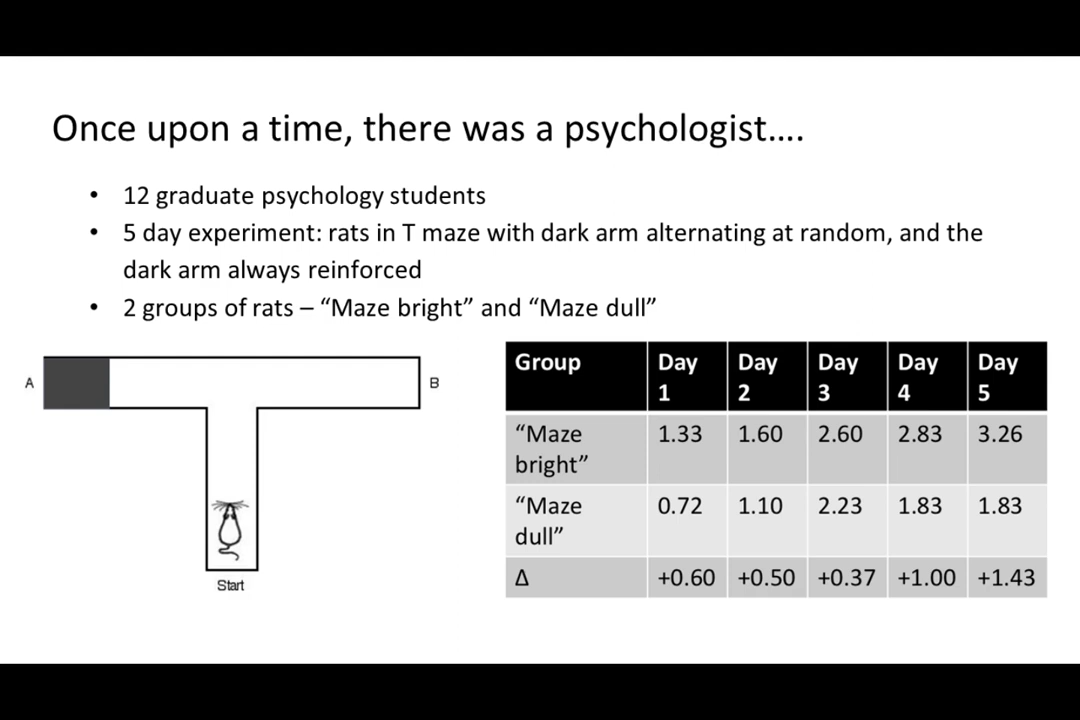 Once upon a time, there was a psychologist….
• 12 graduate psychology students
• 5 day experiment: rats in T maze with dark arm alternating at random, and the
dark arm always reinforced
• 2 groups of rats – “Maze bright” and “Maze dull”
A
B
Start
Group Day 1 Day 2 Day 3 Day 4 Day 5
“Maze bright” 1.33 1.60 2.60 2.83 3.26
“Maze dull” 0.72 1.10 2.23 1.83 1.83
Δ +0.60 +0.50 +0.37 +1.00 +1.43